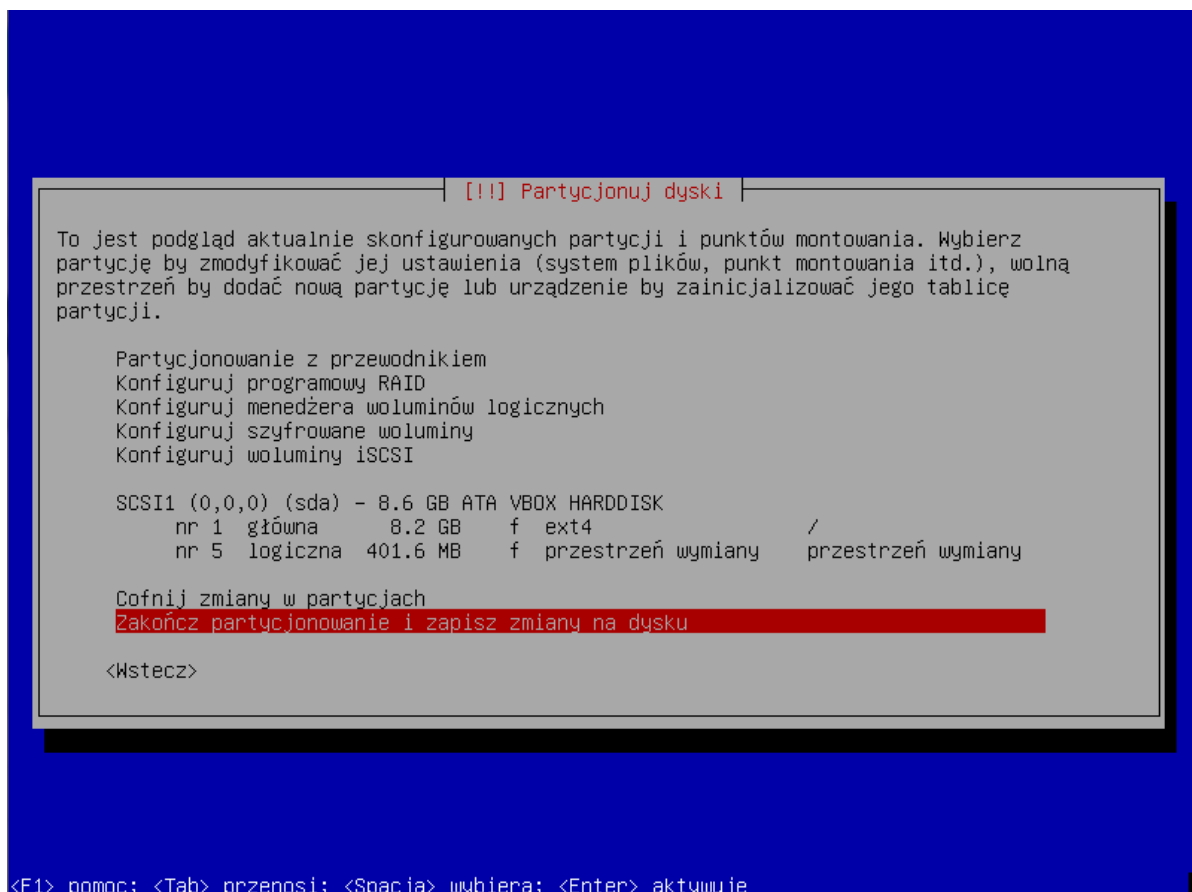 [!!] Partycjonuj dyski
To jest podgląd aktualnie skonfigurowanych partycji i punktów montowania. Wybierz
partycję by zmodyfikować jej ustawienia (system plików, punkt montowania itd.), wolną
przestrzeń by dodać nową partycję lub urządzenie by zainicjalizować jego tablicę
partycji.
Partycjonowanie z przewodnikiem
Konfiguruj programowy RAID
Konfiguruj menedżera woluminów logicznych
Konfiguruj szyfrowane woluminy
Konfiguruj woluminy iSCSI
SCSI1 (0,0,0) (sda) - 8.6 GB ATA VBOX HARDDISK
nr 1 główna 8.2 GB f ext4 /
nr 5 logiczna 401.6 MB f przestrzeń wymiany przestrzeń wymiany
Cofnij zmiany w partycjach
Zakończ partycjonowanie i zapisz zmiany na dysku
<Wstecz>
<F1> pomoc; <Tab> przenosi; <Spacja> wybiera; <Enter> aktywuje